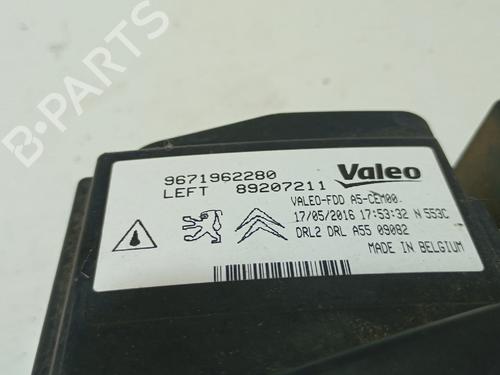 B-PARTS
9671962280 Valeo
LEFT 89207211
VALEO-FDD A5-CEM00.
17/05/2016 17:53:32 N 553C
DRL2 DRL A55 09082
MADE IN BELGIUM